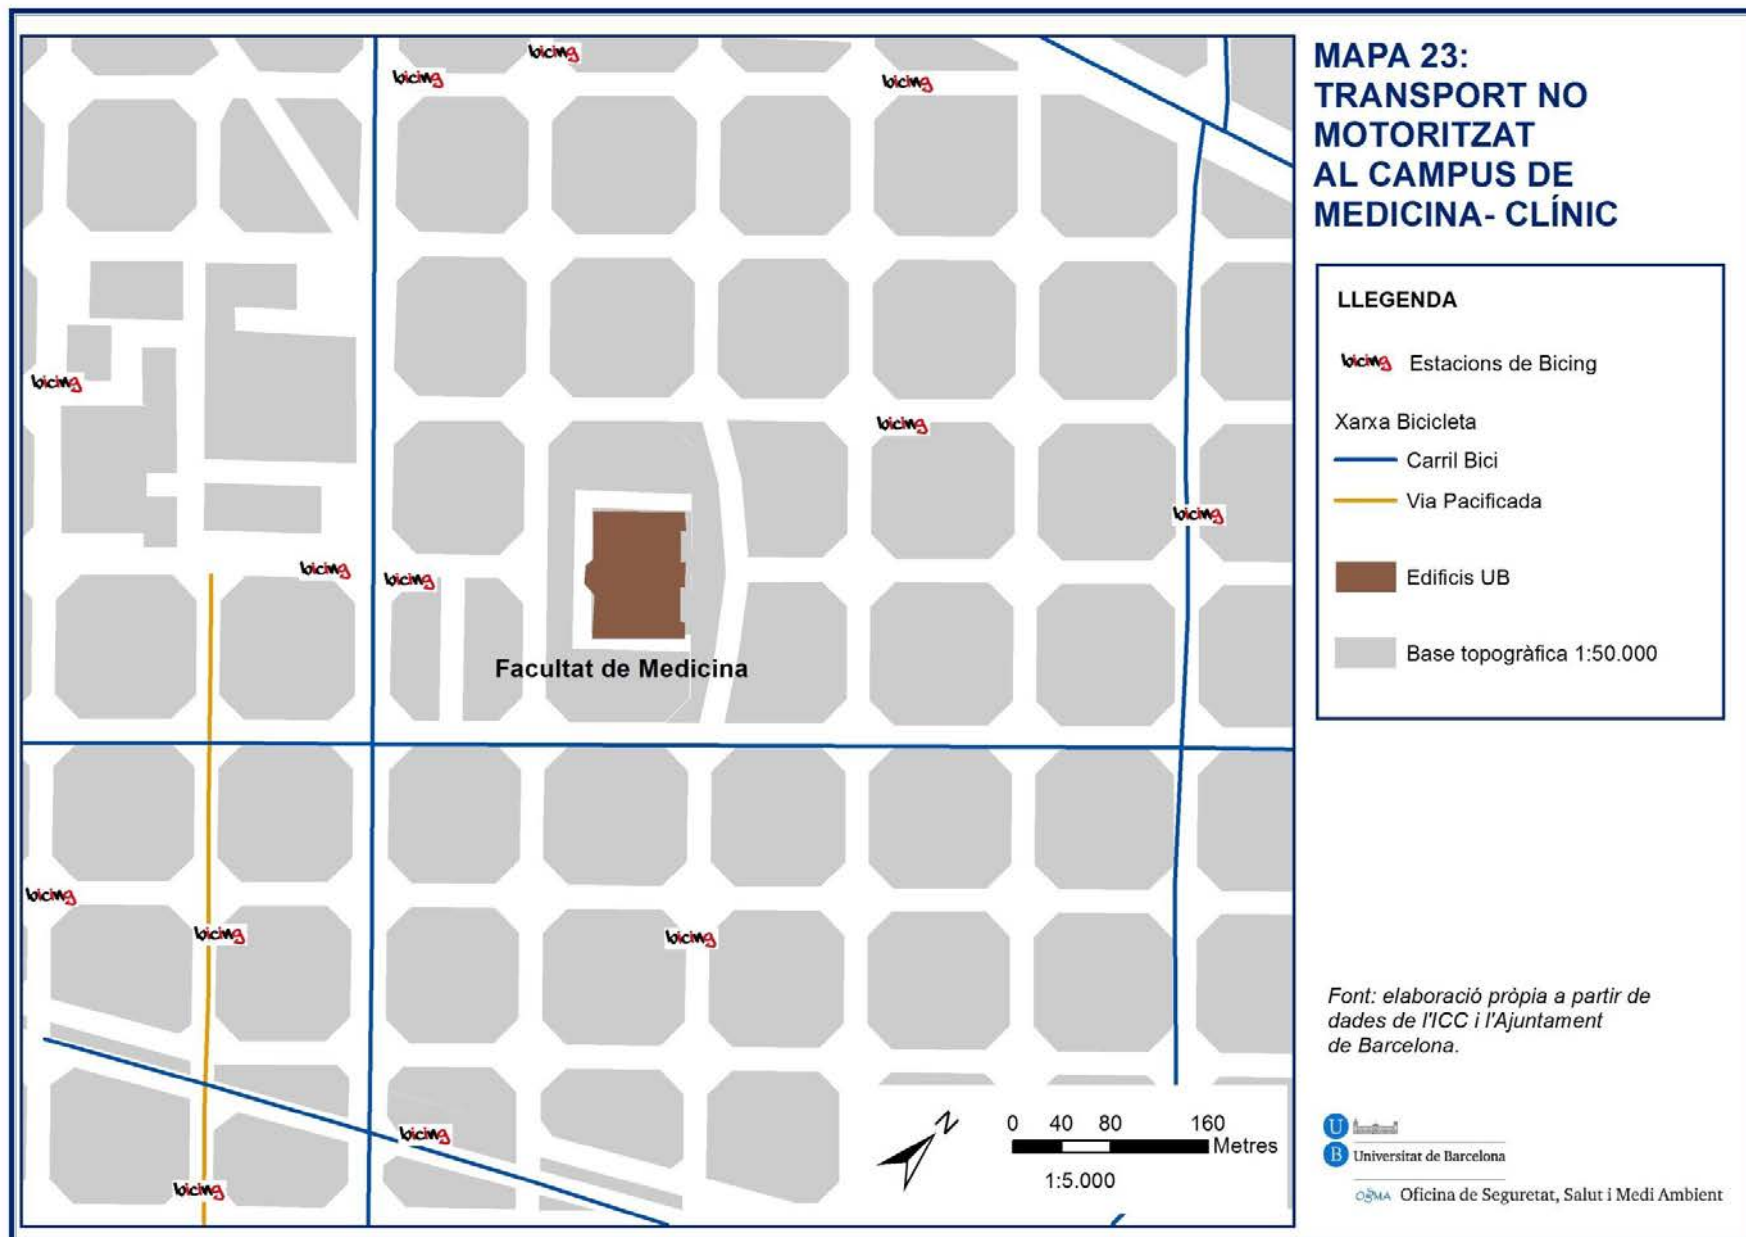 MAPA 23:
TRANSPORT NO
MOTORITZAT
AL CAMPUS DE
MEDICINA- CLÍNIC
LLEGENDA
bicing Estacions de Bicing
Xarxa Bicicleta
Carril Bici
Via Pacificada
Edificis UB
Base topogràfica 1:50.000
bicing
bicing
bicing
bicing
bicing
bicing
bicing
bicing
Facultat de Medicina
bicing
bicing
bicing
bicing
bicing
N
0 40 80 160
Metres
1:5.000
Font: elaboració pròpia a partir de
dades de l'ICC i l'Ajuntament
de Barcelona.
U
B Universitat de Barcelona
OSSMA Oficina de Seguretat, Salut i Medi Ambient